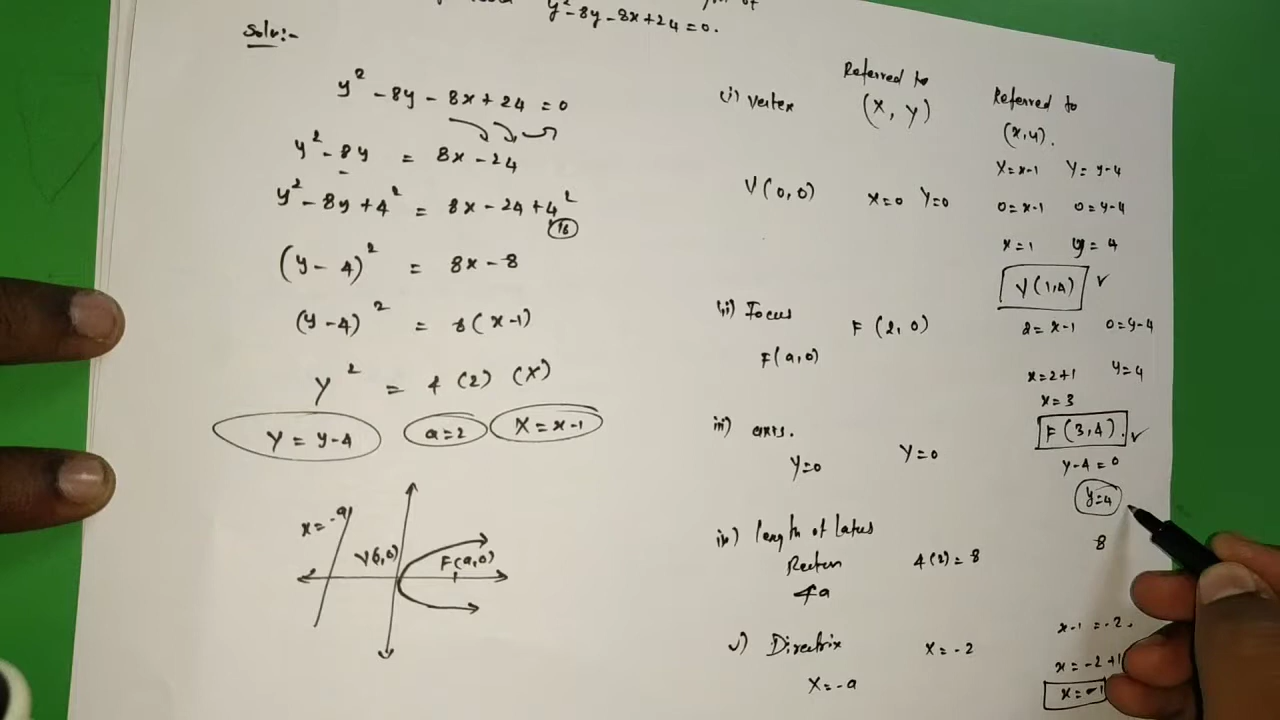 y² - 8y - 8x + 24 = 0.
Solu:-
y² - 8y - 8x + 24 = 0
y² - 8y = 8x - 24
y² - 8y + 4² = 8x - 24 + 4²
16
(y - 4)² = 8x - 8
(y - 4)² = 8(x - 1)
Y² = 4 (2) (X)
Y = y-4 a=2 X = x-1
x=-a
V(0,0) F(a,0)
Referred to
(X, Y)
Referred to
(x,y).
(i) Vertex
X=x-1 Y=y-4
V(0,0) X=0 Y=0
0=x-1 0=y-4
x=1 y=4
V(1,4)
(ii) Focus F(2,0)
2=x-1 0=y-4
F(a,0)
x=2+1 y=4
x=3
F(3,4).
iii) axis.
Y=0 Y=0
y-4=0
y=4
iv) length of Latus
Rectum 4(2)=8 8
4a
v) Directrix X=-2
X=-a
x-1=-2.
x=-2+1
x=-1